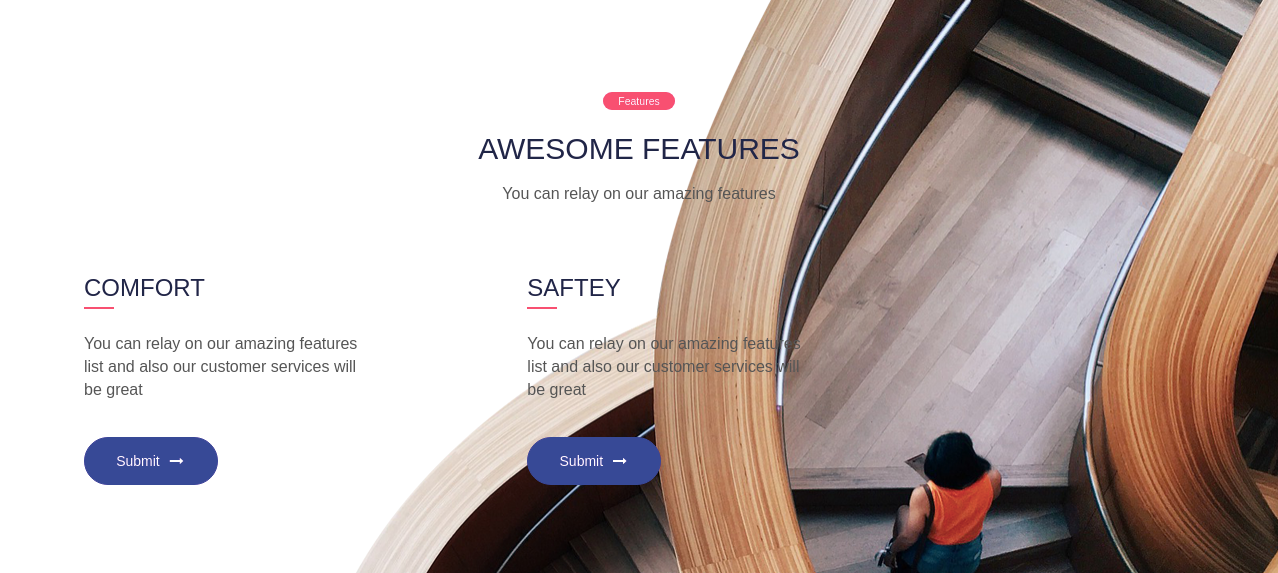 Features
AWESOME FEATURES
You can relay on our amazing features
COMFORT
You can relay on our amazing features
list and also our customer services will
be great
Submit
SAFTEY
You can relay on our amazing features
list and also our customer services will
be great
Submit